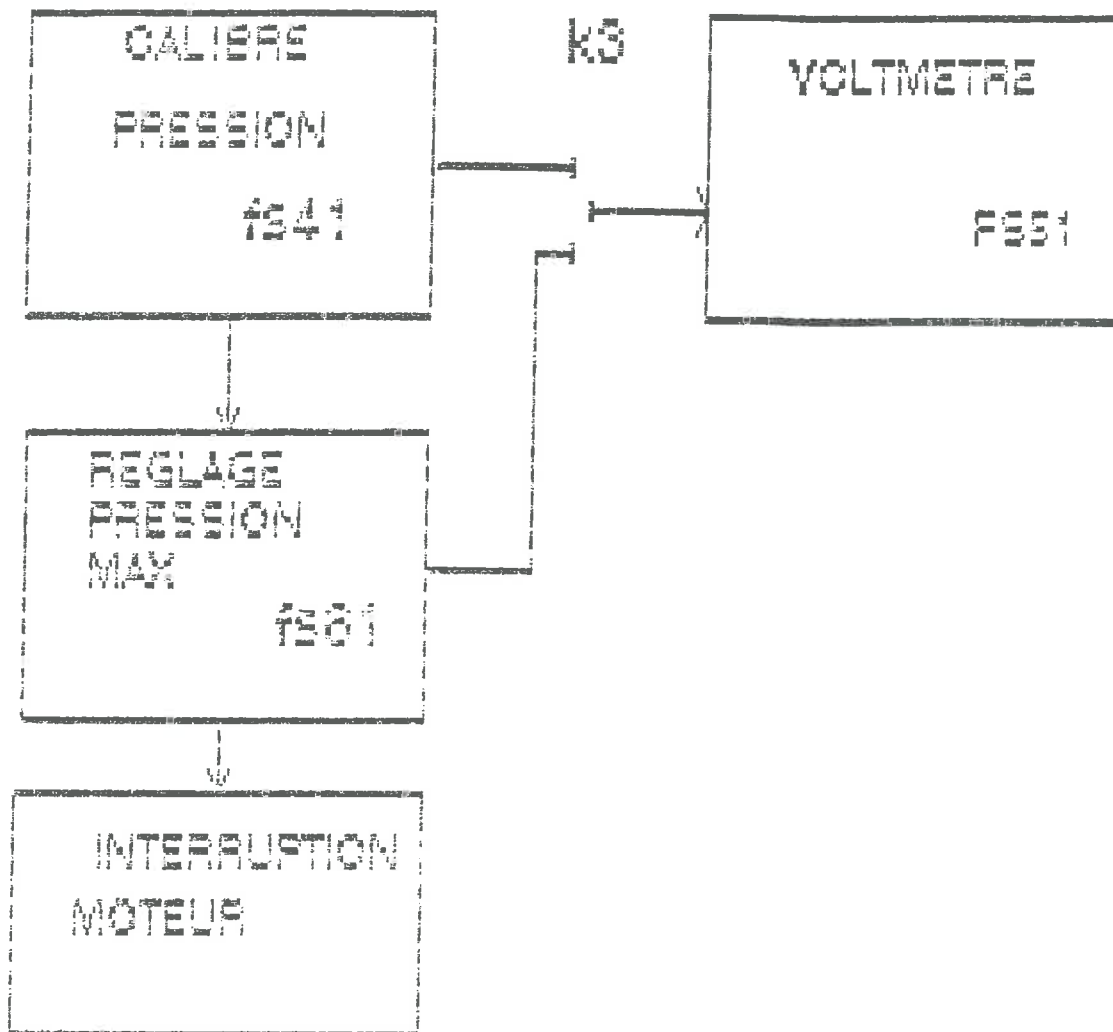 CALIBRE
PRESSION
fs41
K3
VOLTMETRE
FS51
REGLAGE
PRESSION
MAX
fs61
INTERRUPTION
MOTEUR